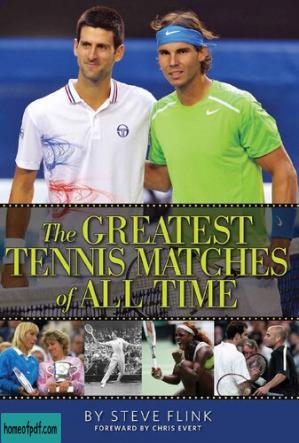 The GREATEST
TENNIS MATCHES
of ALL TIME
BY STEVE FLINK
FOREWORD BY CHRIS EVERT
homeofpdf.com